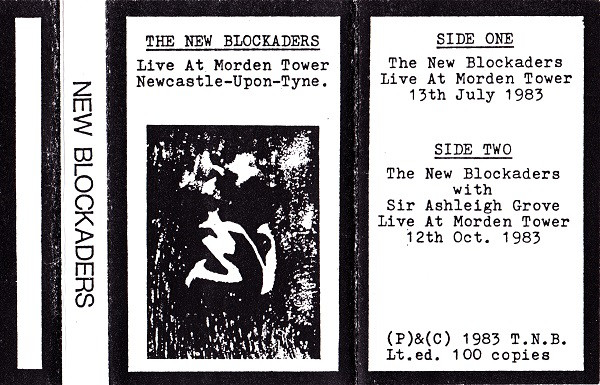 NEW BLOCKADERS
THE NEW BLOCKADERS
Live At Morden Tower
Newcastle-Upon-Tyne.
SIDE ONE
The New Blockaders
Live At Morden Tower
13th July 1983
SIDE TWO
The New Blockaders
with
Sir Ashleigh Grove
Live At Morden Tower
12th Oct. 1983
(P)&(C) 1983 T.N.B.
Lt.ed. 100 copies